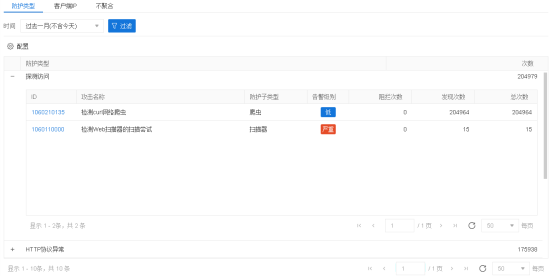 防护类型 客户端IP 不聚合
时间 过去一月(不含今天) 过滤
配置
防护类型 次数
探测访问 204979
ID 攻击名称 防护子类型 告警级别 阻拦次数 发现次数 总次数
1060210135 检测curl网络爬虫 爬虫 低 0 204964 204964
1060110000 检测Web扫描器的扫描尝试 扫描器 严重 0 15 15
显示 1 - 2条，共 2 条 1 / 1 页 50 每页
HTTP协议异常 175938
显示 1 - 10条，共 10 条 1 / 1 页 50 每页